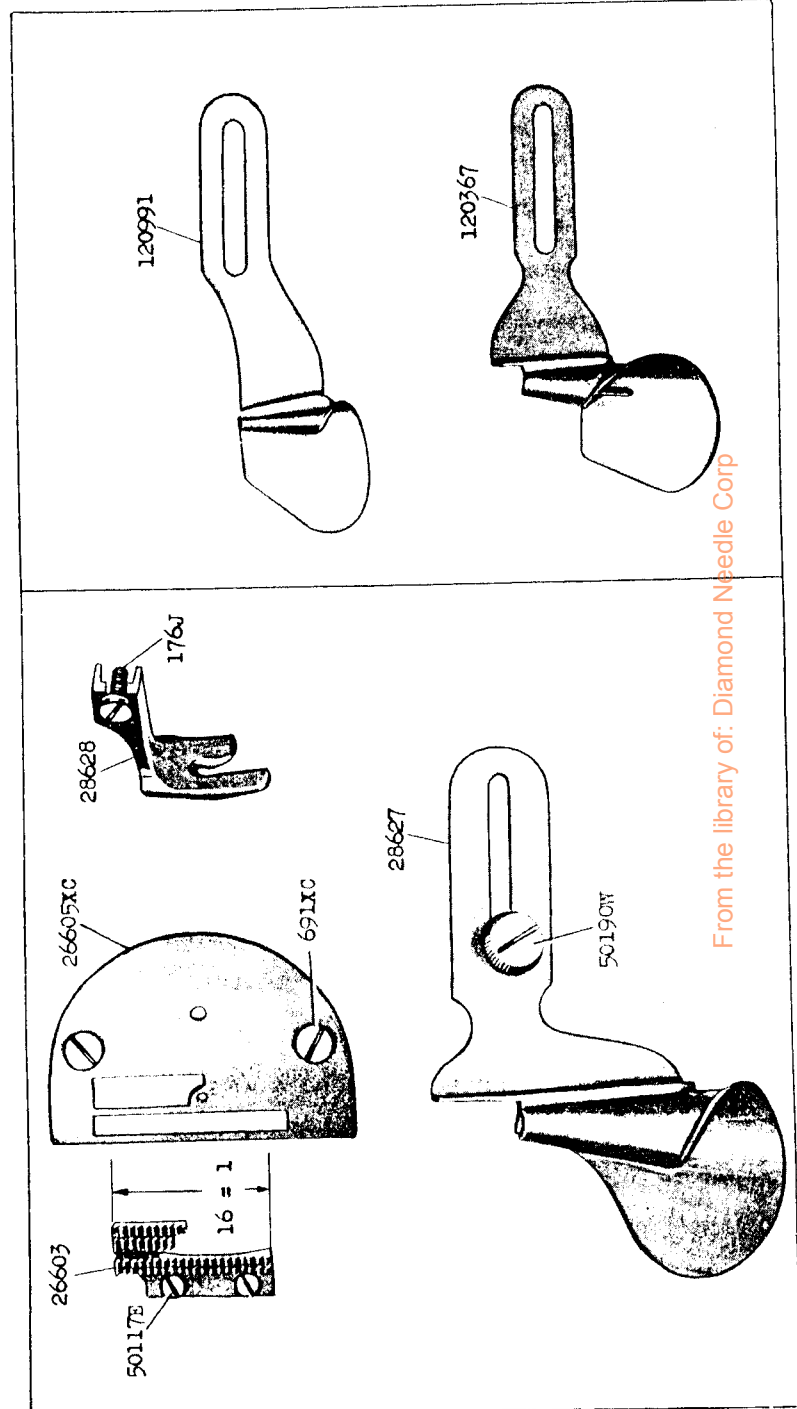 120991
120367
176J
28628
26605XC
691XC
28627
50190W
26603
16 = 1
50117E
From the library of: Diamond Needle Corp